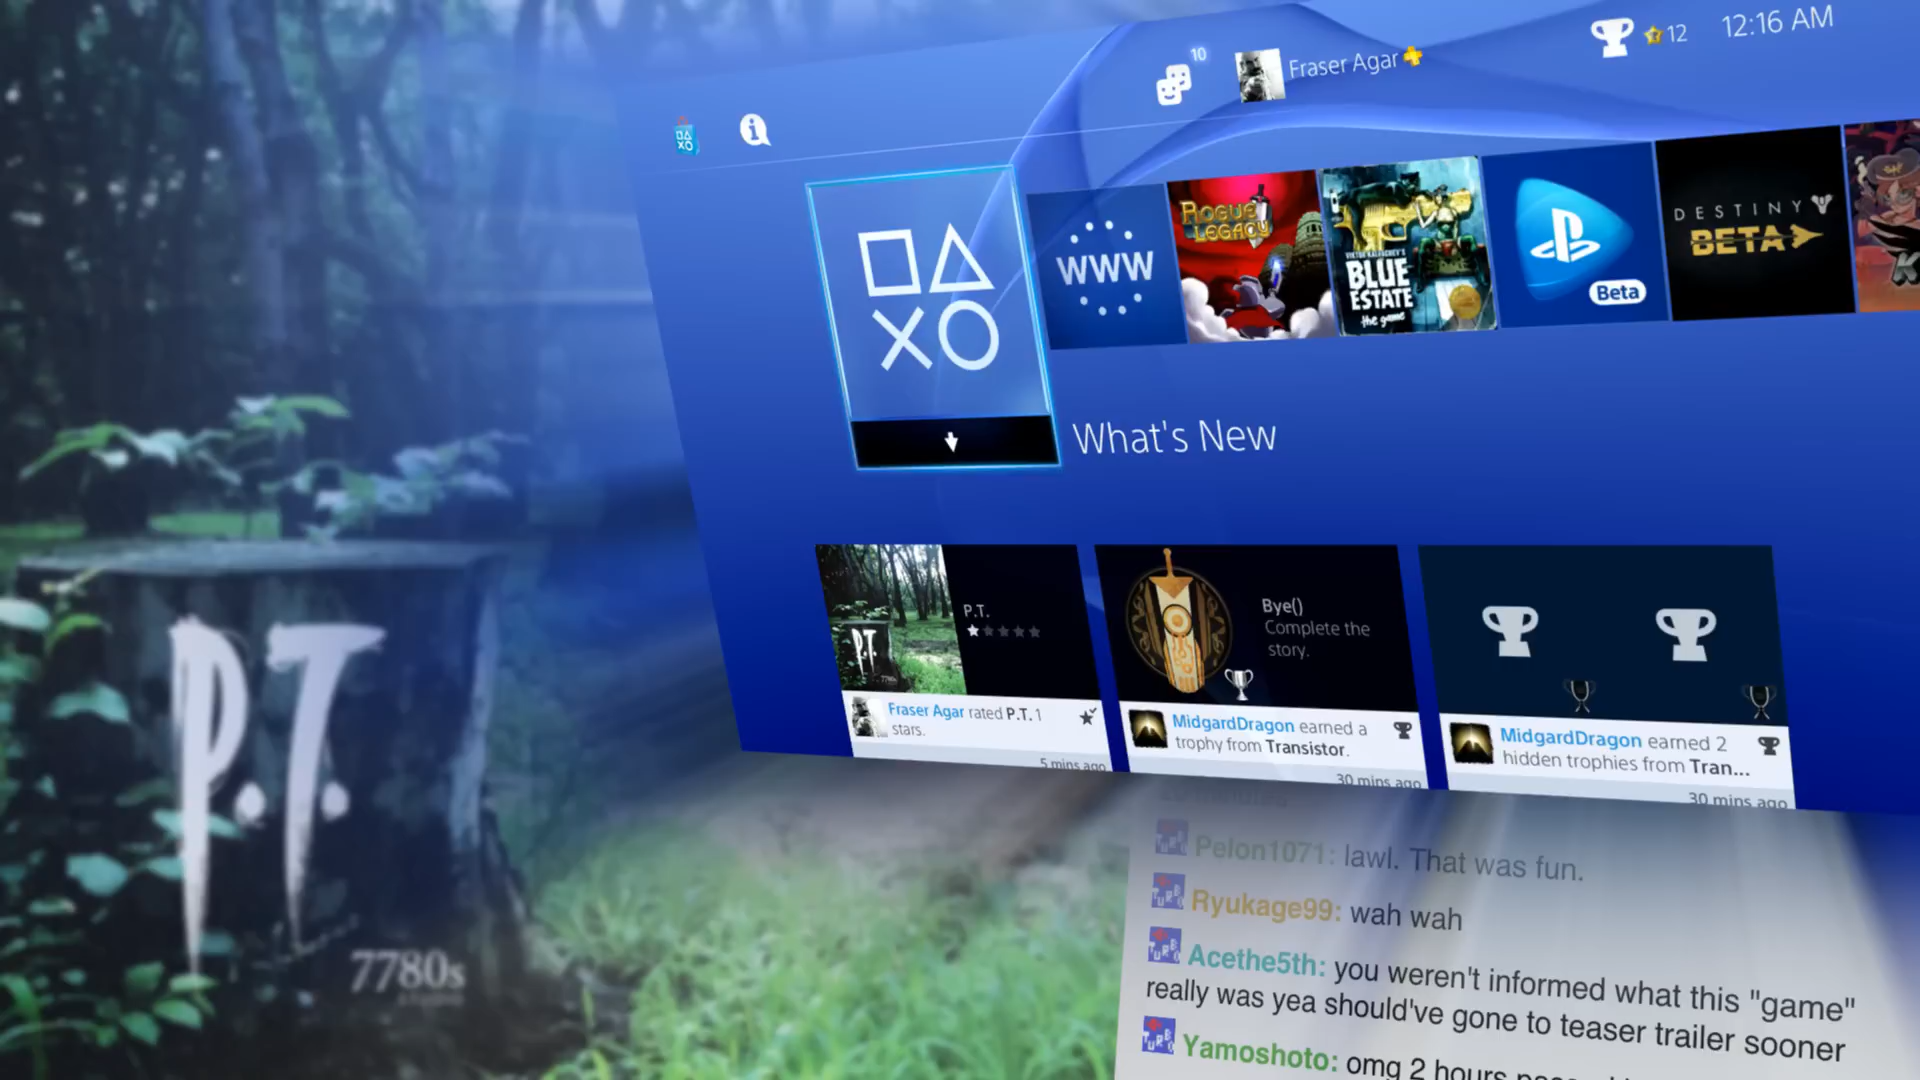 10
Fraser Agar
12
12:16 AM
WWW
ROGUE
LEGACY
BLUE
ESTATE
the game
Beta
DESTINY
BETA
What's New
P.T.
Bye()
Complete the
story.
P.T.
Fraser Agar rated P.T. 1
stars.
5 mins ago
MidgardDragon earned a
trophy from Transistor.
30 mins ago
MidgardDragon earned 2
hidden trophies from Tran...
30 mins ago
P.T.
7780s
Pelon1071: lawl. That was fun.
Ryukage99: wah wah
Acethe5th: you weren't informed what this "game"
really was yea should've gone to teaser trailer sooner
Yamoshoto: omg 2 hours